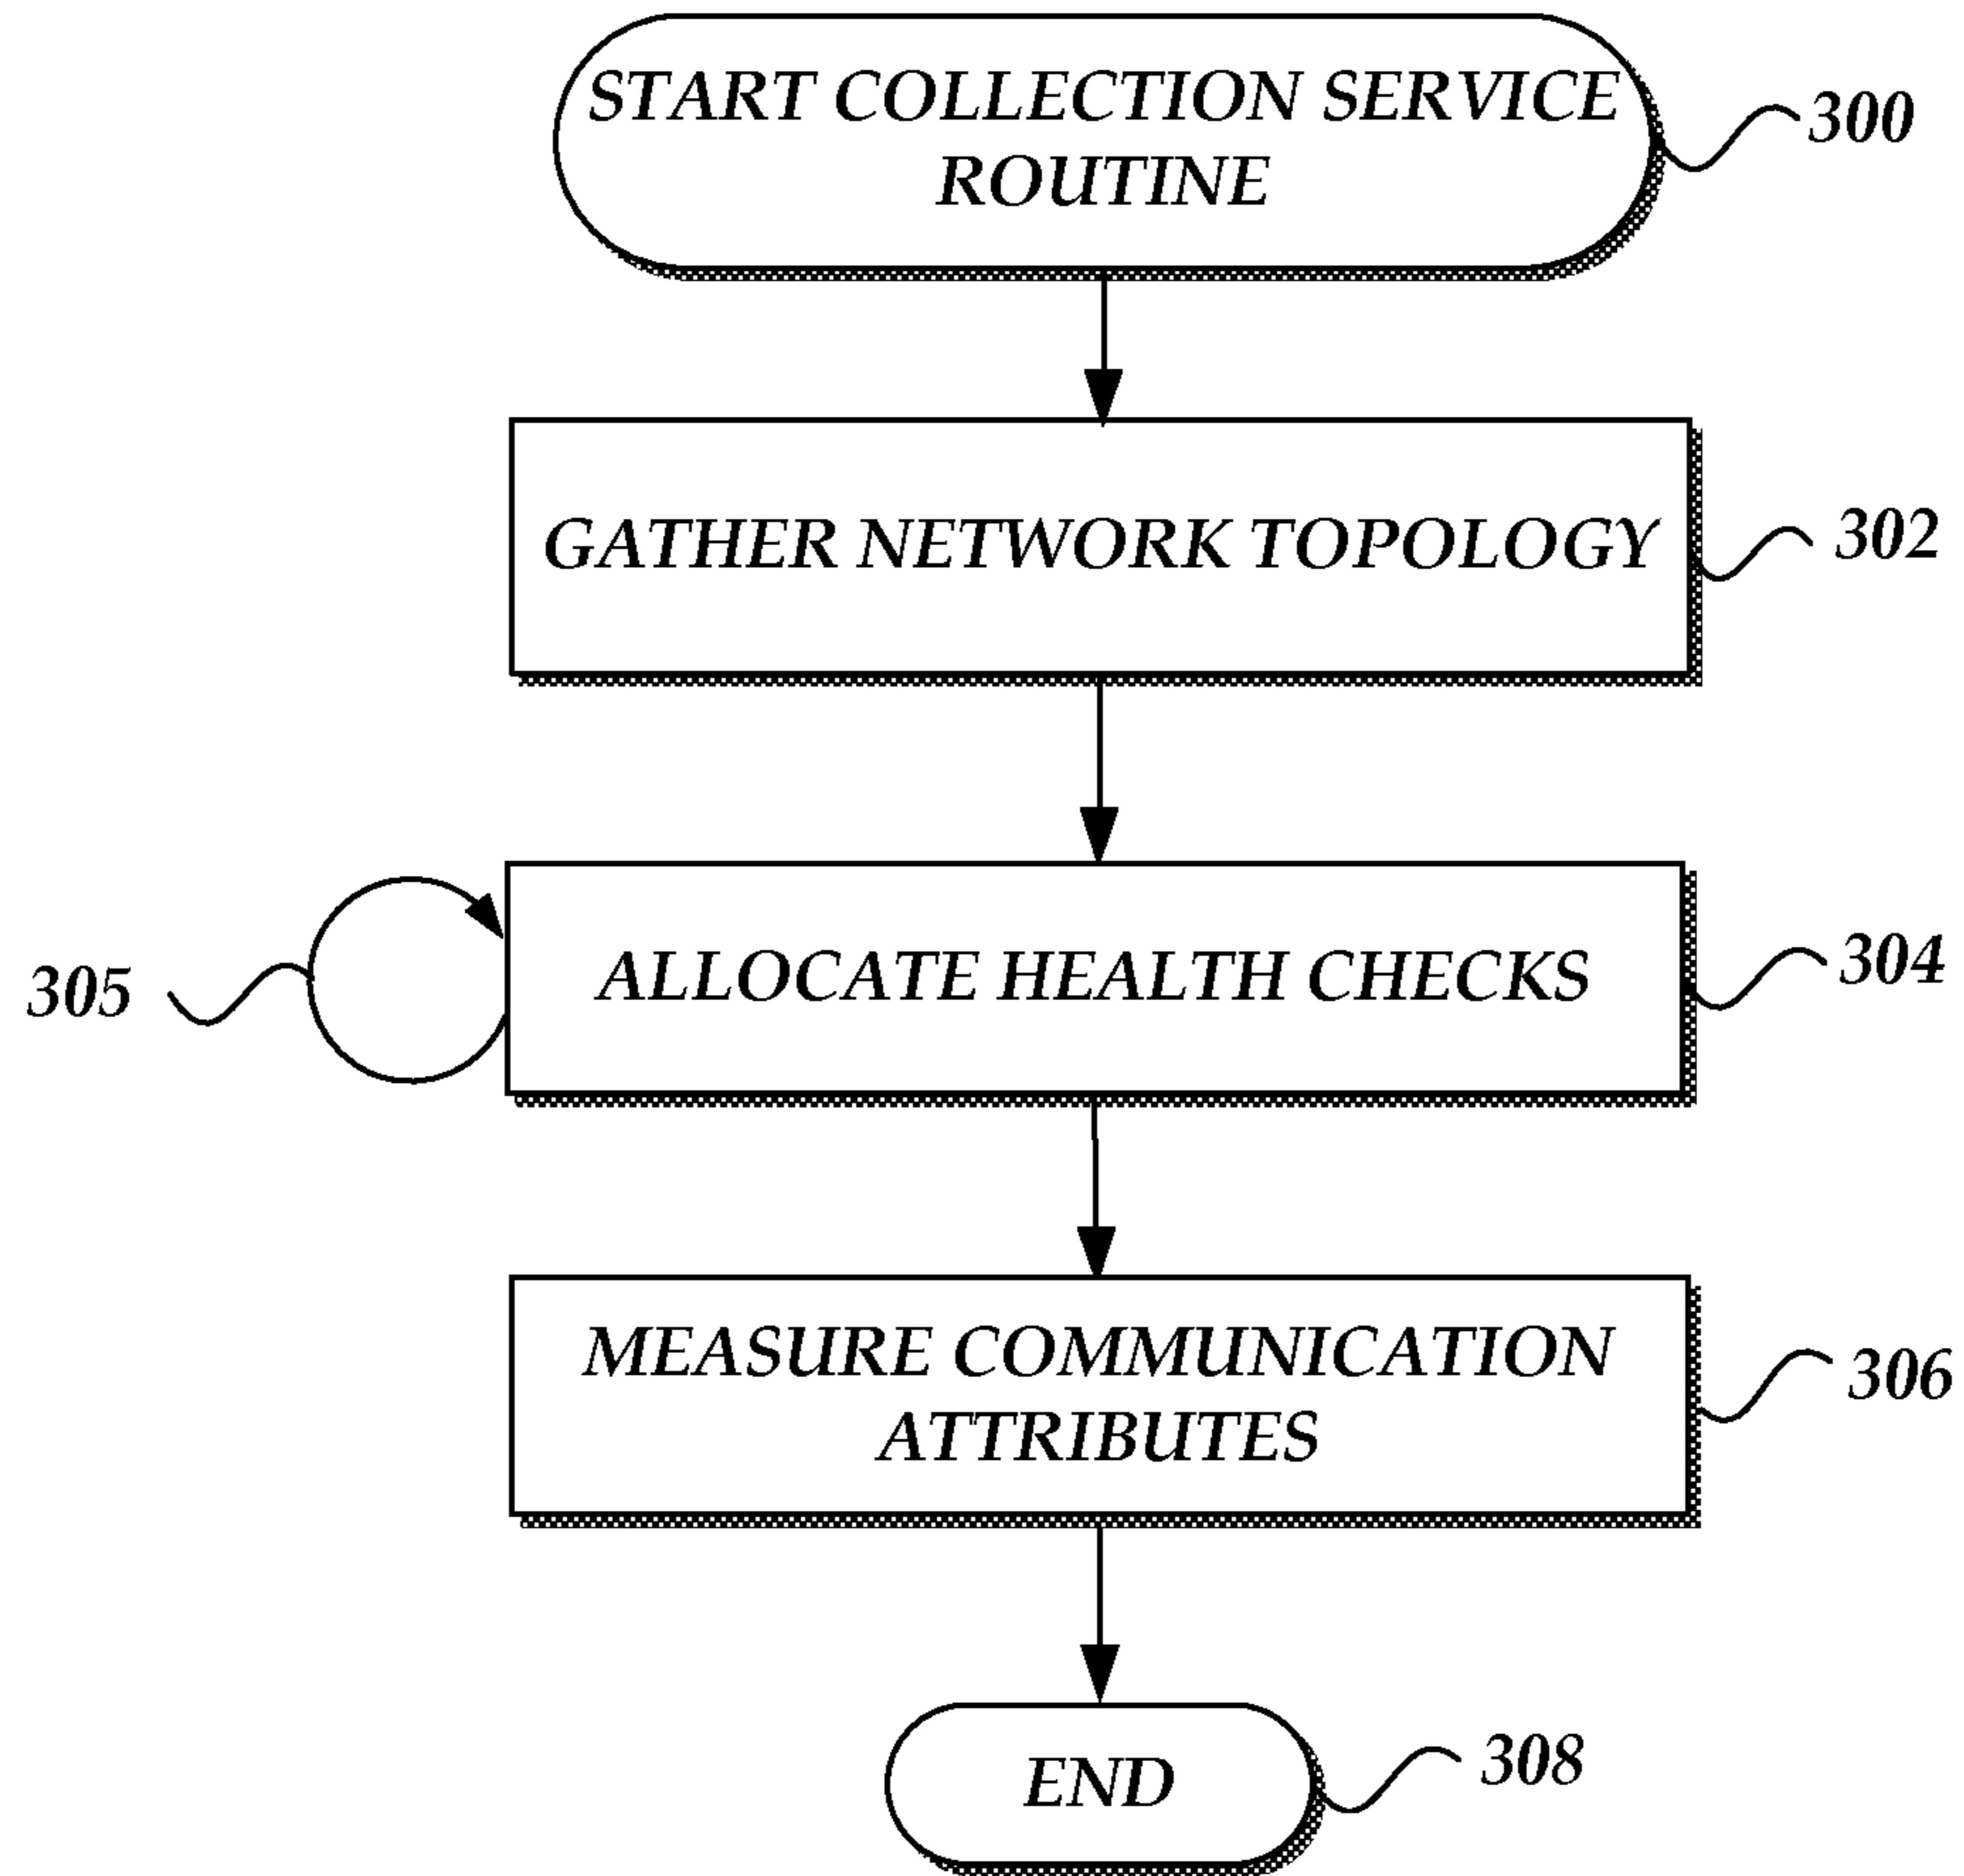 START COLLECTION SERVICE
ROUTINE
300
GATHER NETWORK TOPOLOGY
302
305
ALLOCATE HEALTH CHECKS
304
MEASURE COMMUNICATION
ATTRIBUTES
306
END
308